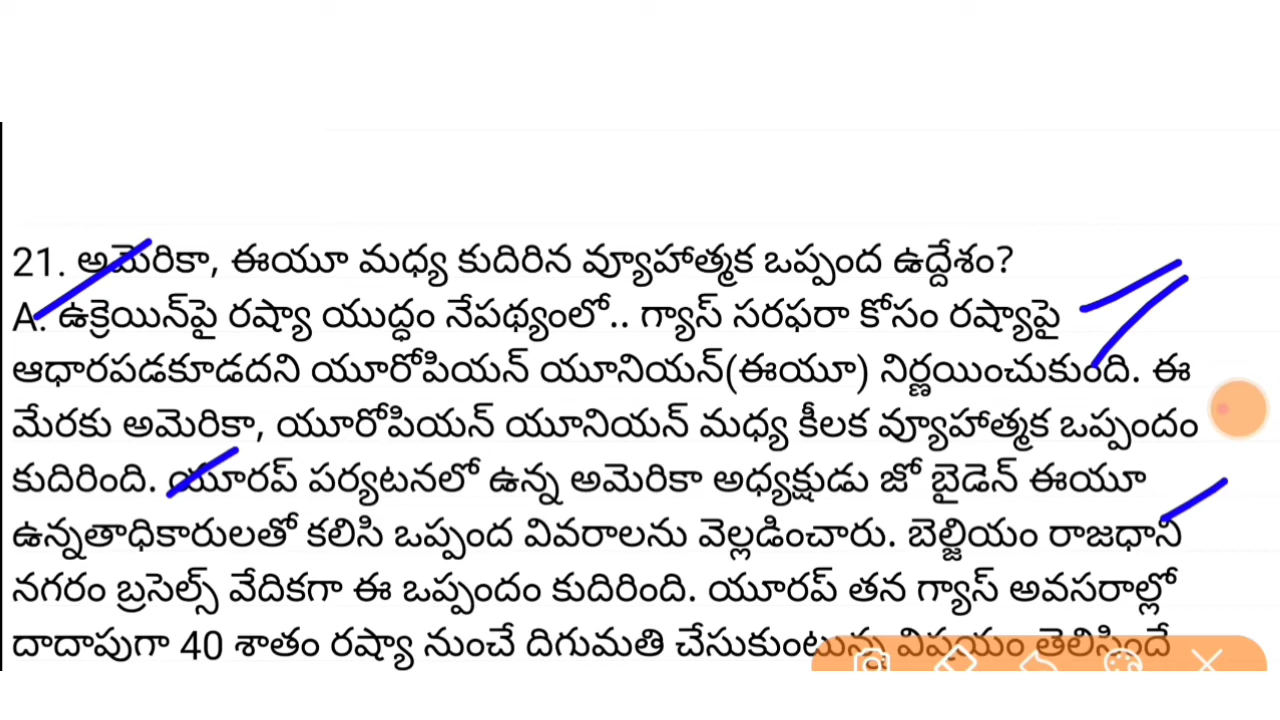 21. అమెరికా, ఈయూ మధ్య కుదిరిన వ్యూహాత్మక ఒప్పంద ఉద్దేశం?
A. ఉక్రెయిన్‌పై రష్యా యుద్ధం నేపథ్యంలో.. గ్యాస్ సరఫరా కోసం రష్యాపై
ఆధారపడకూడదని యూరోపియన్ యూనియన్(ఈయూ) నిర్ణయించుకుంది. ఈ
మేరకు అమెరికా, యూరోపియన్ యూనియన్ మధ్య కీలక వ్యూహాత్మక ఒప్పందం
కుదిరింది. యూరప్ పర్యటనలో ఉన్న అమెరికా అధ్యక్షుడు జో బైడెన్ ఈయూ
ఉన్నతాధికారులతో కలిసి ఒప్పంద వివరాలను వెల్లడించారు. బెల్జియం రాజధాని
నగరం బ్రసెల్స్ వేదికగా ఈ ఒప్పందం కుదిరింది. యూరప్ తన గ్యాస్ అవసరాల్లో
దాదాపుగా 40 శాతం రష్యా నుంచే దిగుమతి చేసుకుంటున్న విషయం తెలిసిందే